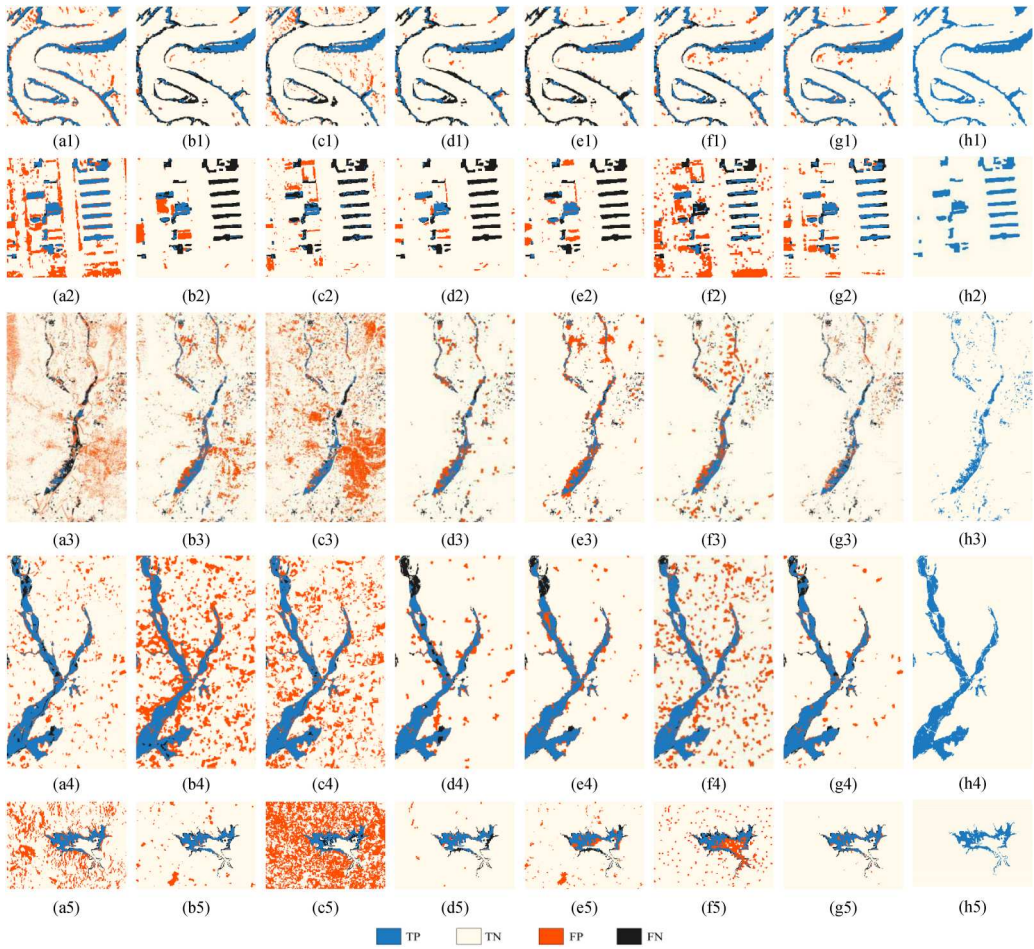 (a1) (b1) (c1) (d1) (e1) (f1) (g1) (h1)
(a2) (b2) (c2) (d2) (e2) (f2) (g2) (h2)
(a3) (b3) (c3) (d3) (e3) (f3) (g3) (h3)
(a4) (b4) (c4) (d4) (e4) (f4) (g4) (h4)
(a5) (b5) (c5) (d5) (e5) (f5) (g5) (h5)
TP TN FP FN